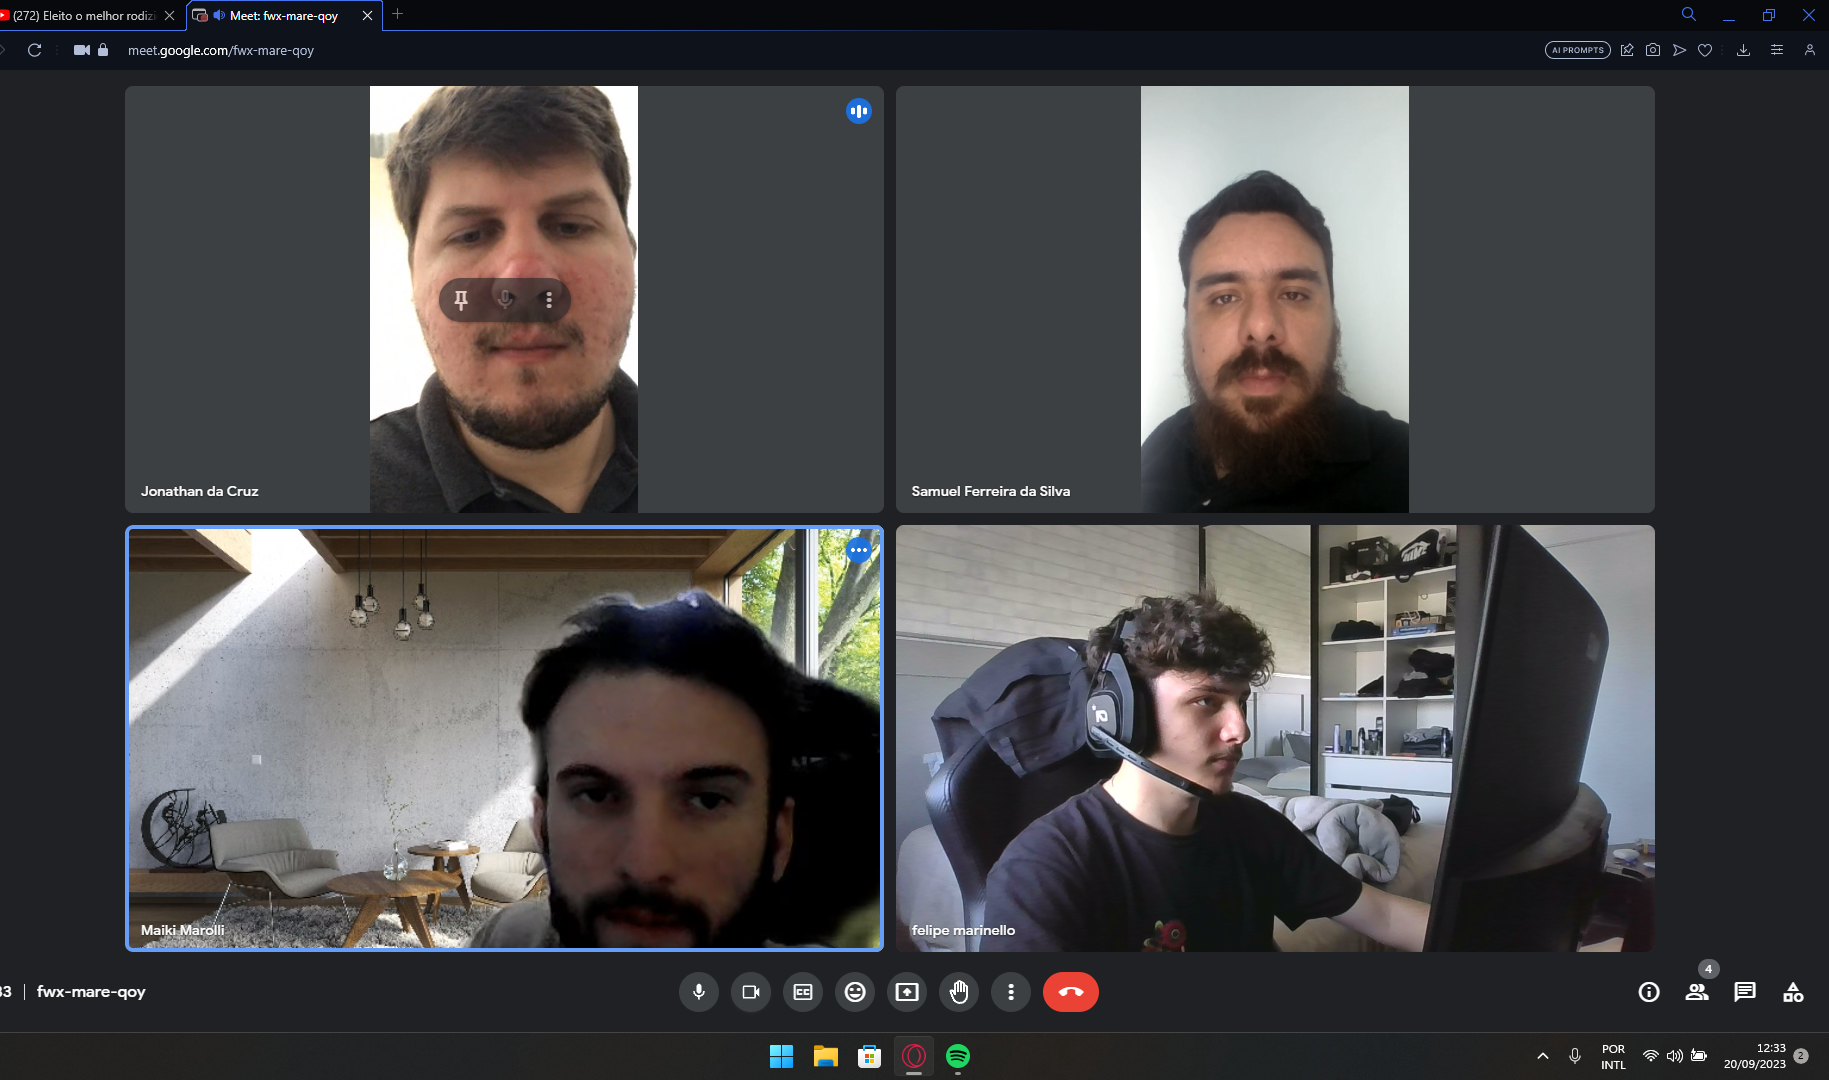 (272) Eleito o melhor rodizi
Meet: fwx-mare-qoy
meet.google.com/fwx-mare-qoy
AI PROMPTS
Jonathan da Cruz
Samuel Ferreira da Silva
Maiki Marolli
felipe marinello
33 | fwx-mare-qoy
CC
4
POR
INTL
12:33
20/09/2023
2